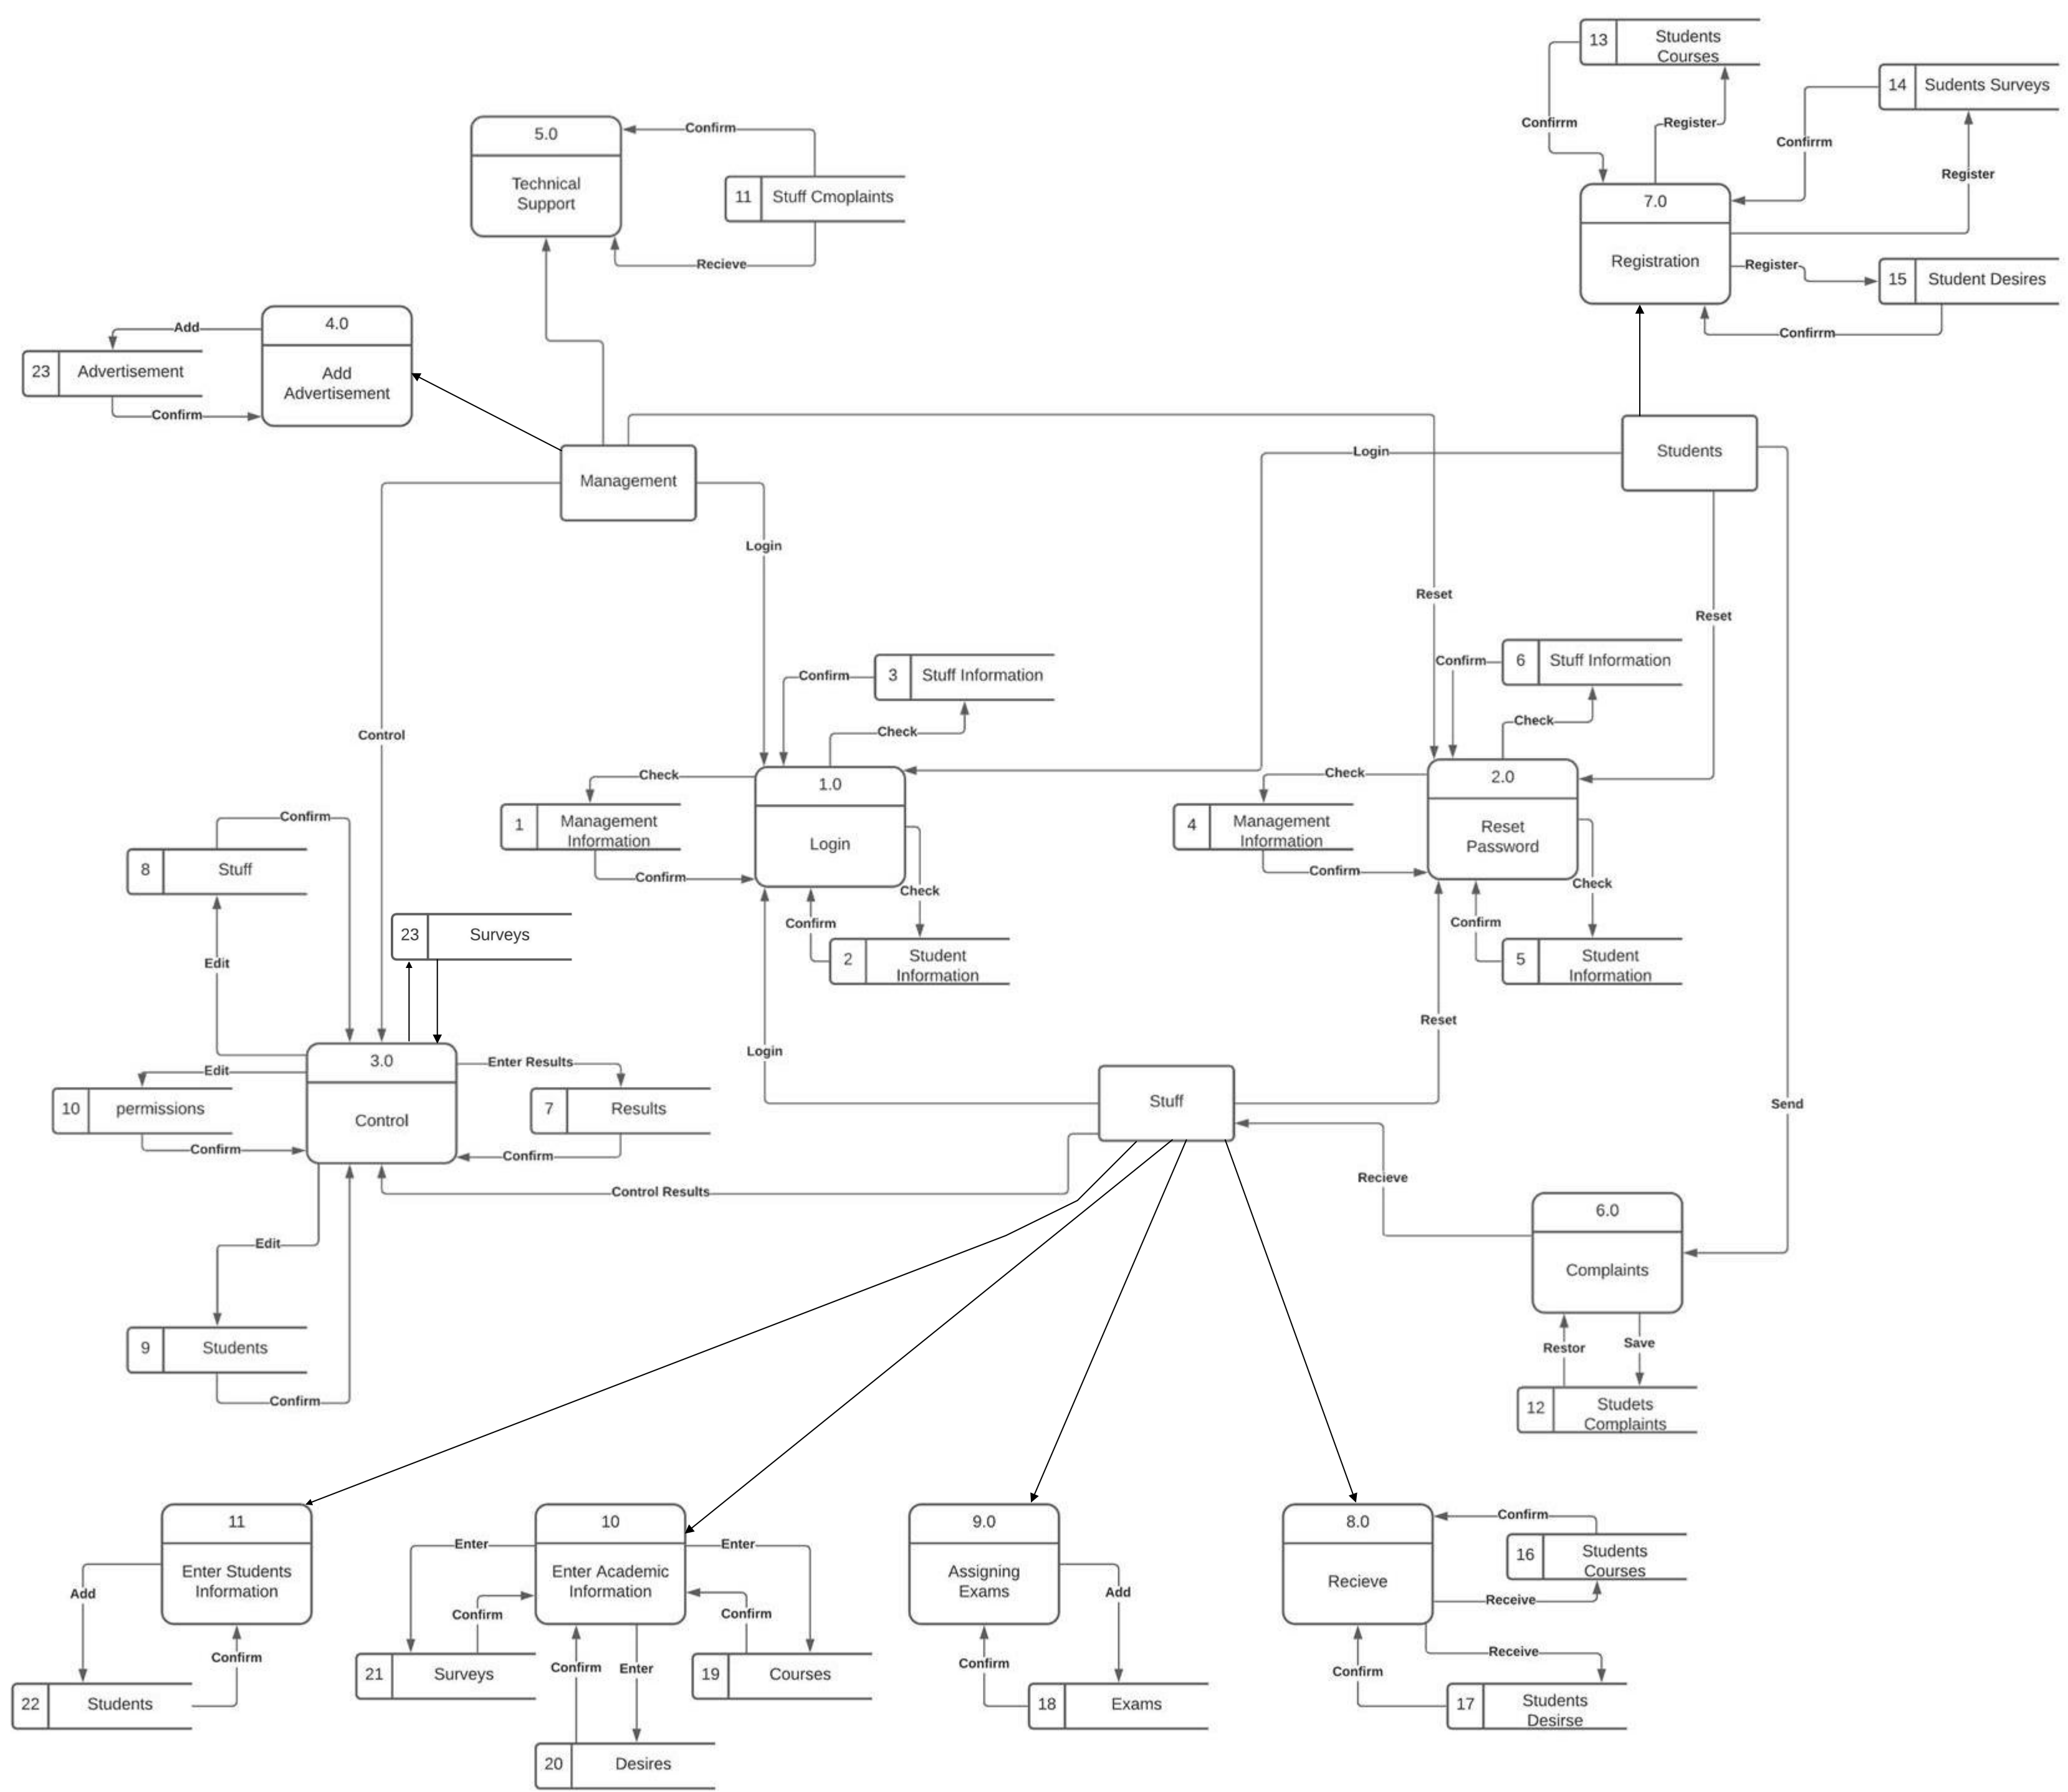 13
Students
Courses
14
Sudents Surveys
Confirrm
Register
Confirrm
Register
5.0
Technical
Support
Confirm
11
Stuff Cmoplaints
Recieve
7.0
Registration
Register
15
Student Desires
Confirrm
4.0
Add
Advertisement
Add
23
Advertisement
Confirm
Management
Students
Login
Login
Reset
Reset
Control
6
Stuff Information
Confirm
Check
3
Stuff Information
Confirm
Check
Check
1
Management
Information
Confirm
1.0
Login
Check
Confirm
2
Student
Information
Check
4
Management
Information
Confirm
2.0
Reset
Password
Check
Confirm
5
Student
Information
Confirm
8
Stuff
Edit
23
Surveys
3.0
Control
Edit
10
permissions
Confirm
Enter Results
7
Results
Confirm
Login
Reset
Stuff
Send
Control Results
Recieve
Edit
9
Students
Confirm
6.0
Complaints
Restor
Save
12
Studets
Complaints
11
Enter Students
Information
Add
Confirm
22
Students
10
Enter Academic
Information
Enter
Enter
Confirm
Confirm
21
Surveys
Confirm
Enter
19
Courses
20
Desires
9.0
Assigning
Exams
Add
Confirm
18
Exams
8.0
Recieve
Confirm
16
Students
Courses
Receive
Receive
Confirm
17
Students
Desirse